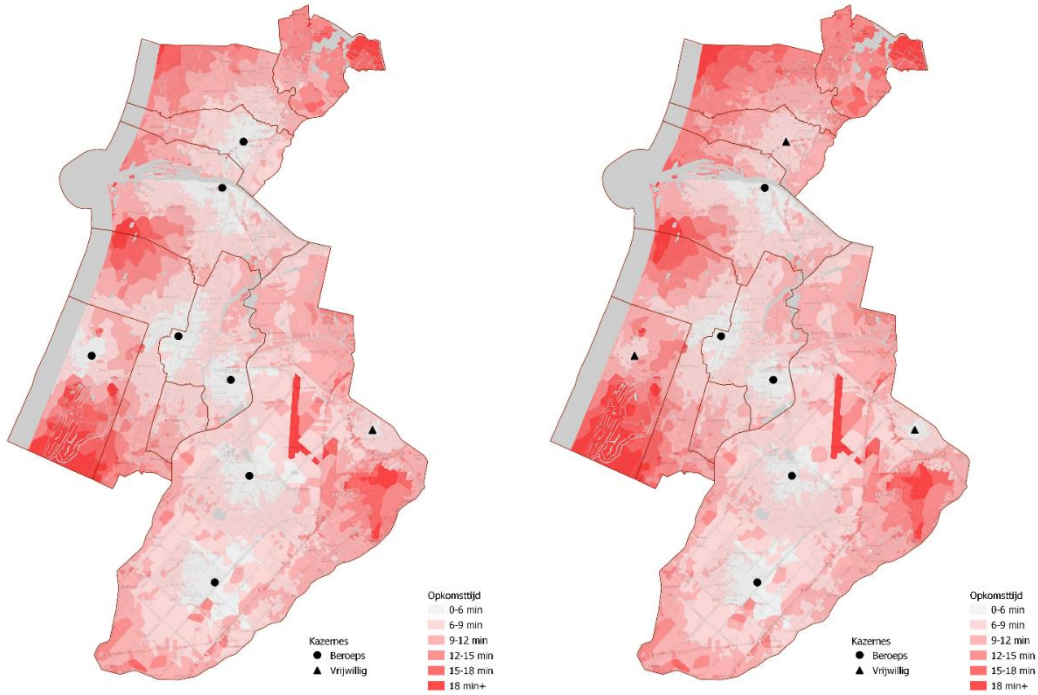 Opkomsttijd
0-6 min
6-9 min
9-12 min
12-15 min
15-18 min
18 min+
Kazernes
Beroeps
Vrijwillig
Opkomsttijd
0-6 min
6-9 min
9-12 min
12-15 min
15-18 min
18 min+
Kazernes
Beroeps
Vrijwillig